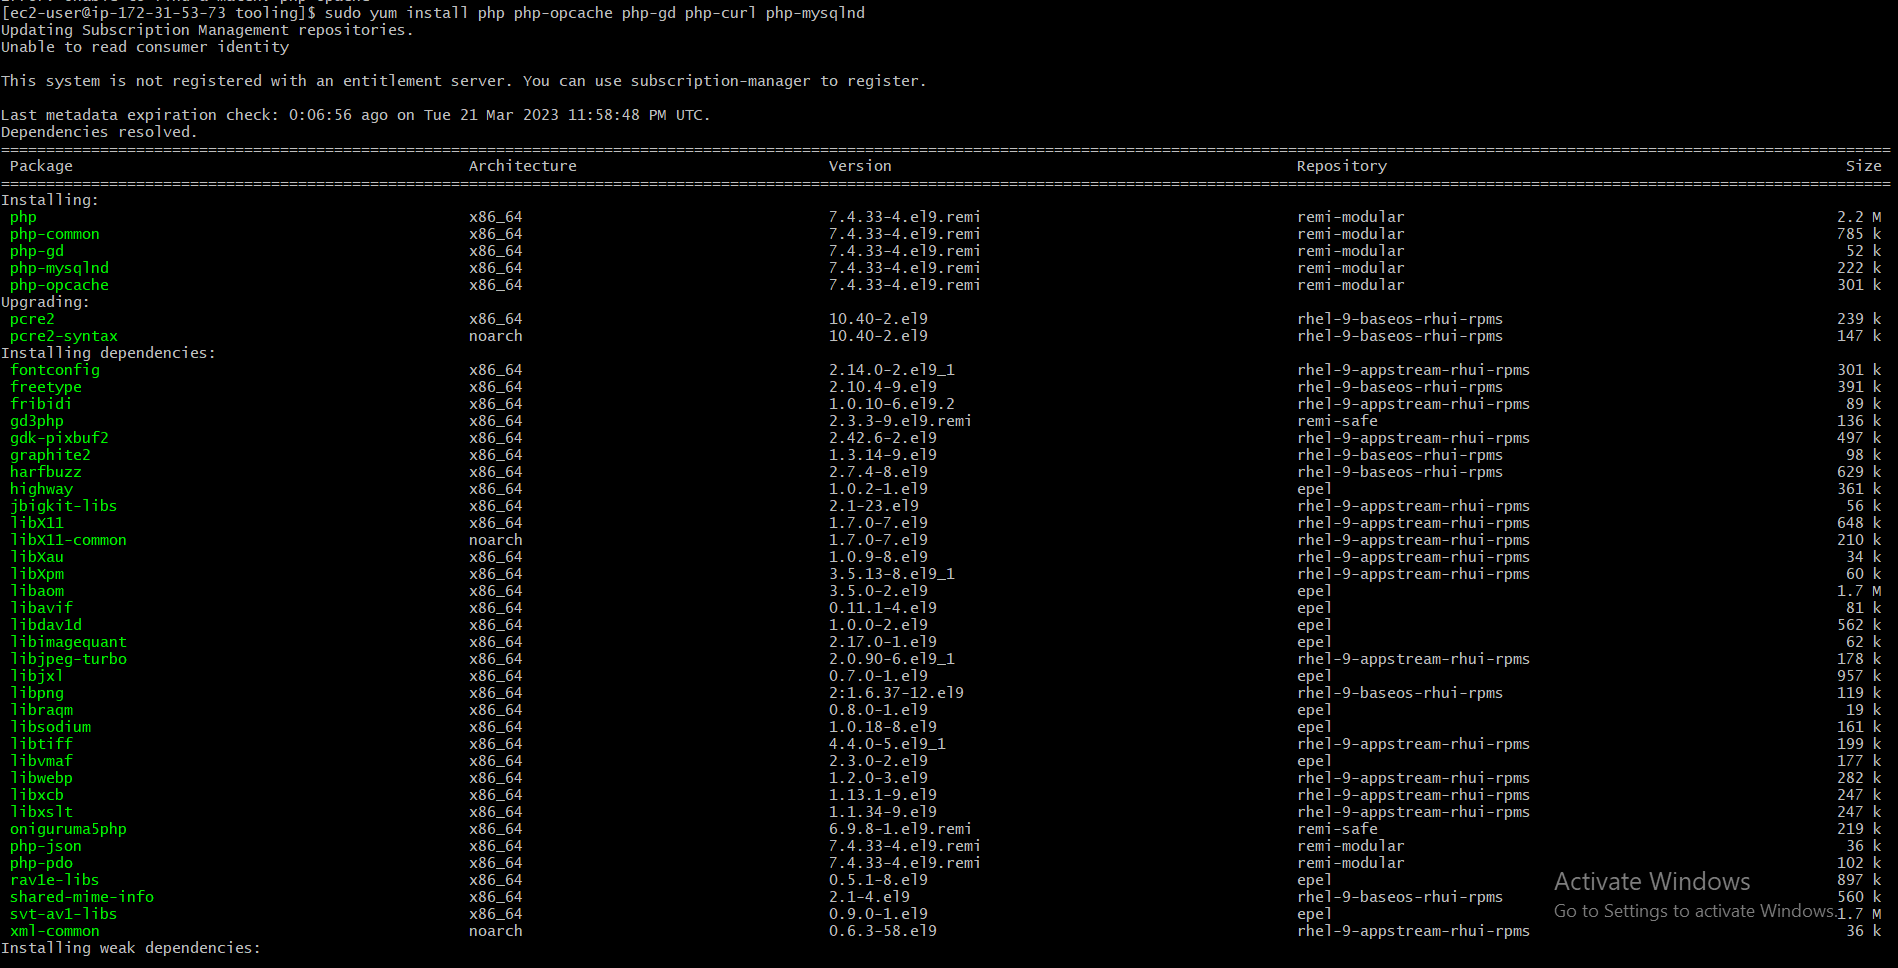 [ec2-user@ip-172-31-53-73 tooling]$ sudo yum install php php-opcache php-gd php-curl php-mysqlnd
Updating Subscription Management repositories.
Unable to read consumer identity
This system is not registered with an entitlement server. You can use subscription-manager to register.
Last metadata expiration check: 0:06:56 ago on Tue 21 Mar 2023 11:58:48 PM UTC.
Dependencies resolved.
Package Architecture Version Repository Size
Installing:
php x86_64 7.4.33-4.el9.remi remi-modular 2.2 M
php-common x86_64 7.4.33-4.el9.remi remi-modular 785 k
php-gd x86_64 7.4.33-4.el9.remi remi-modular 52 k
php-mysqlnd x86_64 7.4.33-4.el9.remi remi-modular 222 k
php-opcache x86_64 7.4.33-4.el9.remi remi-modular 301 k
Upgrading:
pcre2 x86_64 10.40-2.el9 rhel-9-baseos-rhui-rpms 239 k
pcre2-syntax noarch 10.40-2.el9 rhel-9-baseos-rhui-rpms 147 k
Installing dependencies:
fontconfig x86_64 2.14.0-2.el9_1 rhel-9-appstream-rhui-rpms 301 k
freetype x86_64 2.10.4-9.el9 rhel-9-baseos-rhui-rpms 391 k
fribidi x86_64 1.0.10-6.el9.2 rhel-9-appstream-rhui-rpms 89 k
gd3php x86_64 2.3.3-9.el9.remi remi-safe 136 k
gdk-pixbuf2 x86_64 2.42.6-2.el9 rhel-9-appstream-rhui-rpms 497 k
graphite2 x86_64 1.3.14-9.el9 rhel-9-baseos-rhui-rpms 98 k
harfbuzz x86_64 2.7.4-8.el9 rhel-9-baseos-rhui-rpms 629 k
highway x86_64 1.0.2-1.el9 epel 361 k
jbigkit-libs x86_64 2.1-23.el9 rhel-9-appstream-rhui-rpms 56 k
libX11 x86_64 1.7.0-7.el9 rhel-9-appstream-rhui-rpms 648 k
libX11-common noarch 1.7.0-7.el9 rhel-9-appstream-rhui-rpms 210 k
libXau x86_64 1.0.9-8.el9 rhel-9-appstream-rhui-rpms 34 k
libXpm x86_64 3.5.13-8.el9_1 rhel-9-appstream-rhui-rpms 60 k
libaom x86_64 3.5.0-2.el9 epel 1.7 M
libavif x86_64 0.11.1-4.el9 epel 81 k
libdav1d x86_64 1.0.0-2.el9 epel 562 k
libimagequant x86_64 2.17.0-1.el9 epel 62 k
libjpeg-turbo x86_64 2.0.90-6.el9_1 rhel-9-appstream-rhui-rpms 178 k
libjxl x86_64 0.7.0-1.el9 epel 957 k
libpng x86_64 2:1.6.37-12.el9 rhel-9-baseos-rhui-rpms 119 k
libraqm x86_64 0.8.0-1.el9 epel 19 k
libsodium x86_64 1.0.18-8.el9 epel 161 k
libtiff x86_64 4.4.0-5.el9_1 rhel-9-appstream-rhui-rpms 199 k
libvmaf x86_64 2.3.0-2.el9 epel 177 k
libwebp x86_64 1.2.0-3.el9 rhel-9-appstream-rhui-rpms 282 k
libxcb x86_64 1.13.1-9.el9 rhel-9-appstream-rhui-rpms 247 k
libxslt x86_64 1.1.34-9.el9 rhel-9-appstream-rhui-rpms 247 k
oniguruma5php x86_64 6.9.8-1.el9.remi remi-safe 219 k
php-json x86_64 7.4.33-4.el9.remi remi-modular 36 k
php-pdo x86_64 7.4.33-4.el9.remi remi-modular 102 k
rav1e-libs x86_64 0.5.1-8.el9 epel 897 k
shared-mime-info x86_64 2.1-4.el9 rhel-9-baseos-rhui-rpms 560 k
svt-av1-libs x86_64 0.9.0-1.el9 epel 1.7 M
xml-common noarch 0.6.3-58.el9 rhel-9-appstream-rhui-rpms 36 k
Installing weak dependencies:
Activate Windows
Go to Settings to activate Windows.